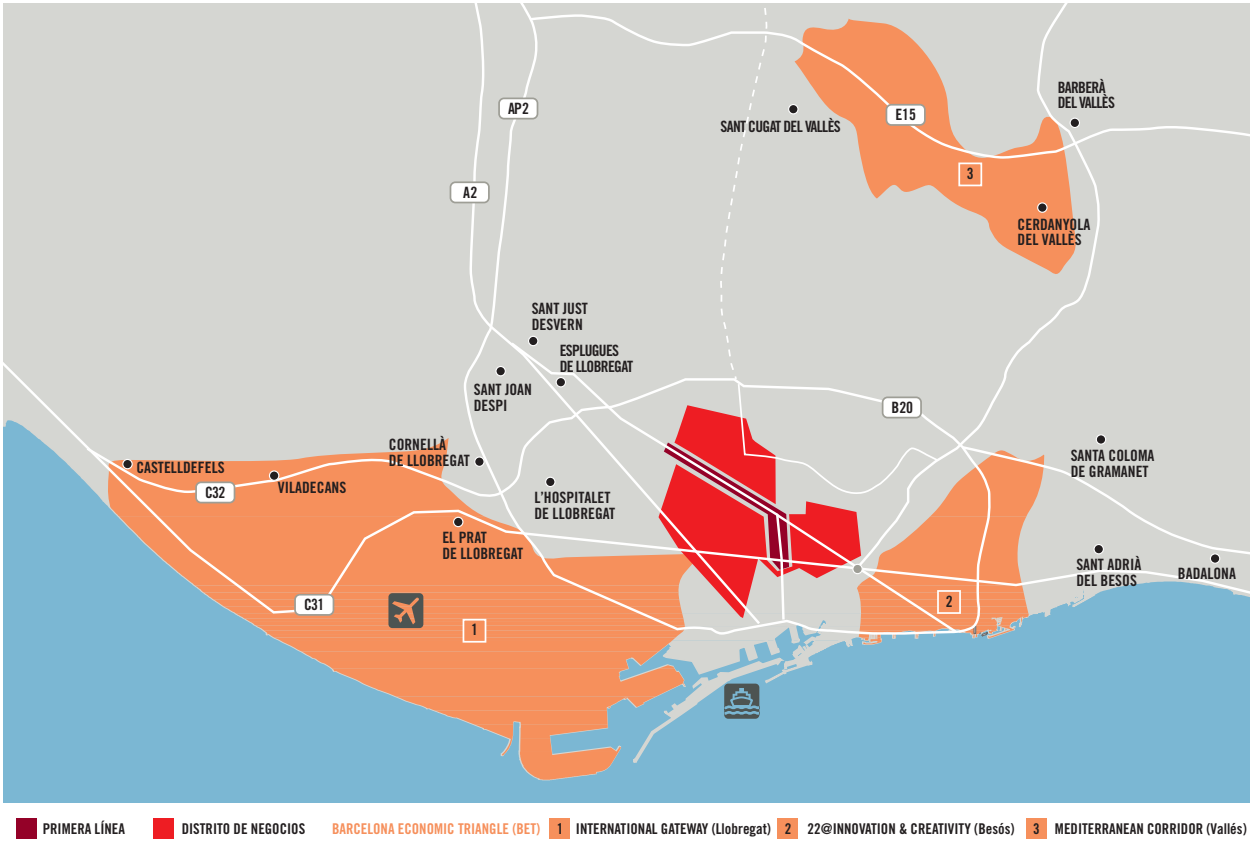 BARBERÀ
DEL VALLÈS
AP2
E15
SANT CUGAT DEL VALLÈS
3
A2
CERDANYOLA
DEL VALLÈS
SANT JUST
DESVERN
ESPLUGUES
DE LLOBREGAT
SANT JOAN
DESPI
B20
CORNELLÀ
DE LLOBREGAT
SANTA COLOMA
DE GRAMANET
CASTELLDEFELS
VILADECANS
C32
L'HOSPITALET
DE LLOBREGAT
EL PRAT
DE LLOBREGAT
SANT ADRIÀ
DEL BESOS
BADALONA
C31
2
1
PRIMERA LÍNEA
DISTRITO DE NEGOCIOS
BARCELONA ECONOMIC TRIANGLE (BET)
1 INTERNATIONAL GATEWAY (Llobregat)
2 22@INNOVATION & CREATIVITY (Besós)
3 MEDITERRANEAN CORRIDOR (Vallés)